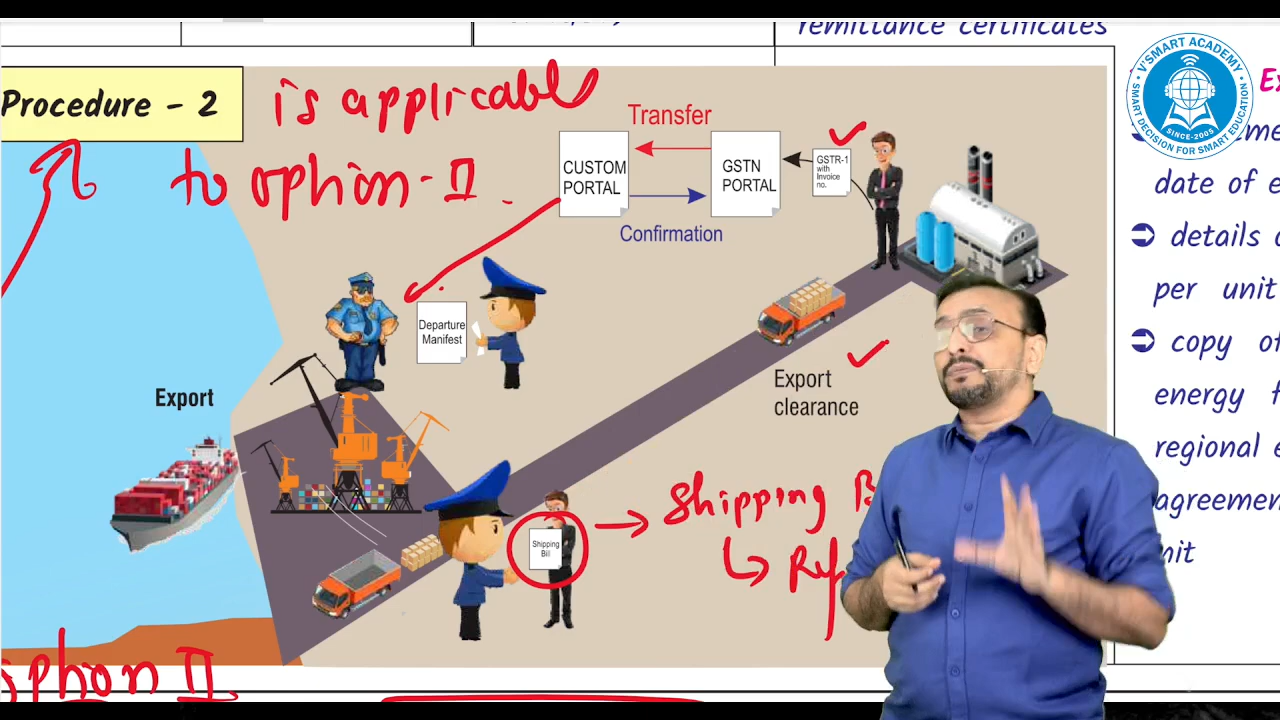 remittance certificates
Procedure - 2
is applicable
to option-II.
Transfer
CUSTOM
PORTAL
GSTN
PORTAL
GSTR-1
with
Invoice
no.
Confirmation
Departure
Manifest
Export
Export
clearance
Shipping
Bill
Shipping
option II
V'SMART ACADEMY
SINCE-2005
SMART DECISION FOR SMART EDUCATION
date of e
details
per unit
copy of
energy f
regional e
agreemen
nit